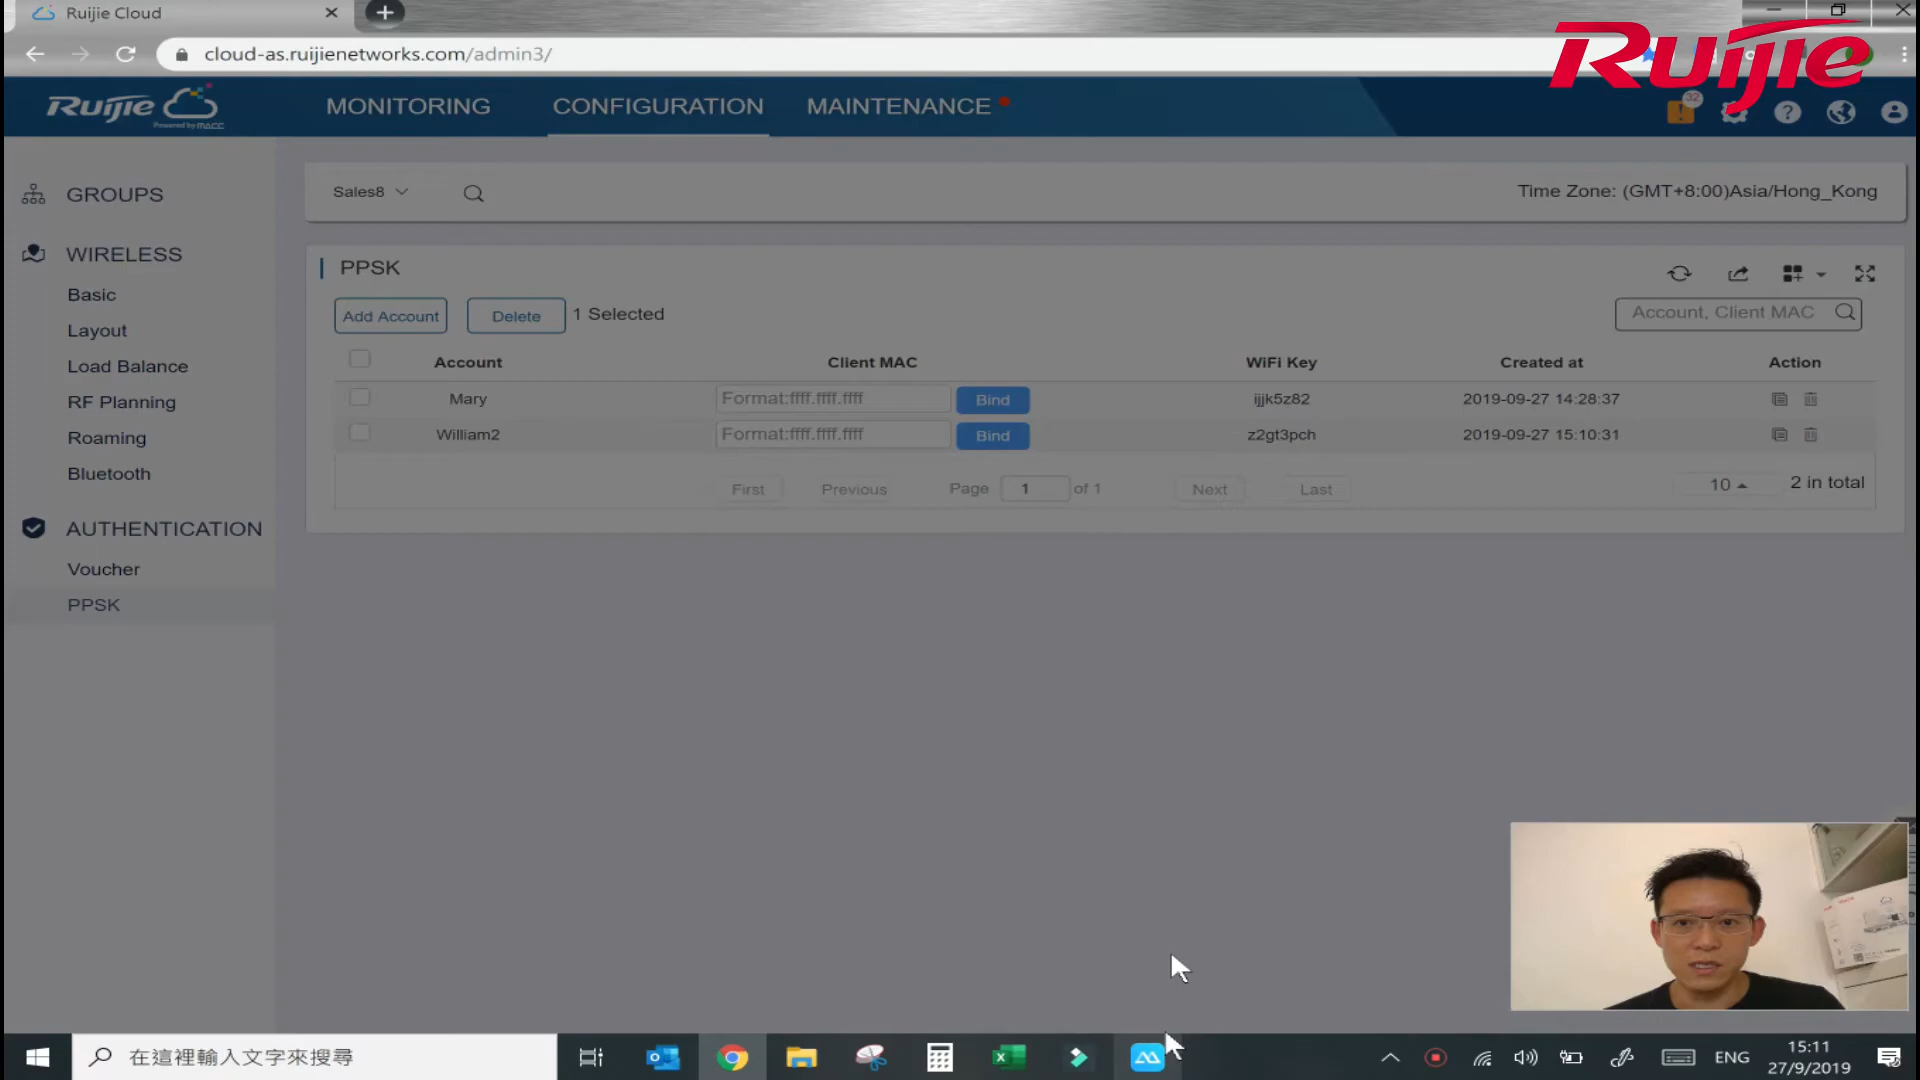 Ruijie Cloud
cloud-as.ruijienetworks.com/admin3/
Ruijie
Ruijie
Powered by MACC
MONITORING
CONFIGURATION
MAINTENANCE
32
GROUPS
WIRELESS
Basic
Layout
Load Balance
RF Planning
Roaming
Bluetooth
AUTHENTICATION
Voucher
PPSK
Sales8
Time Zone: (GMT+8:00)Asia/Hong_Kong
PPSK
Add Account Delete 1 Selected
Account, Client MAC
Account Client MAC WiFi Key Created at Action
Mary Format:ffff.ffff.ffff Bind ijjk5z82 2019-09-27 14:28:37
William2 Format:ffff.ffff.ffff Bind z2gt3pch 2019-09-27 15:10:31
First Previous Page 1 of 1 Next Last 10 2 in total
在這裡輸入文字來搜尋
ENG
15:11
27/9/2019